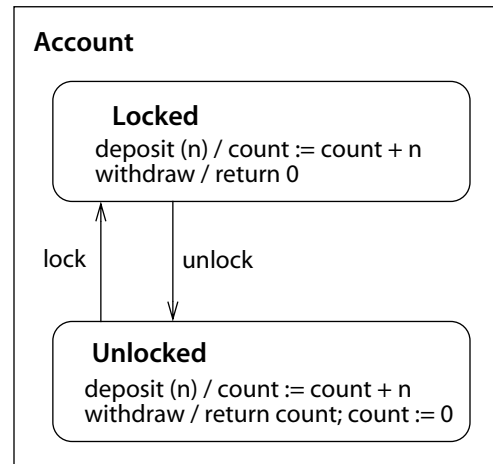 Account
Locked
deposit (n) / count := count + n
withdraw / return 0
lock
unlock
Unlocked
deposit (n) / count := count + n
withdraw / return count; count := 0